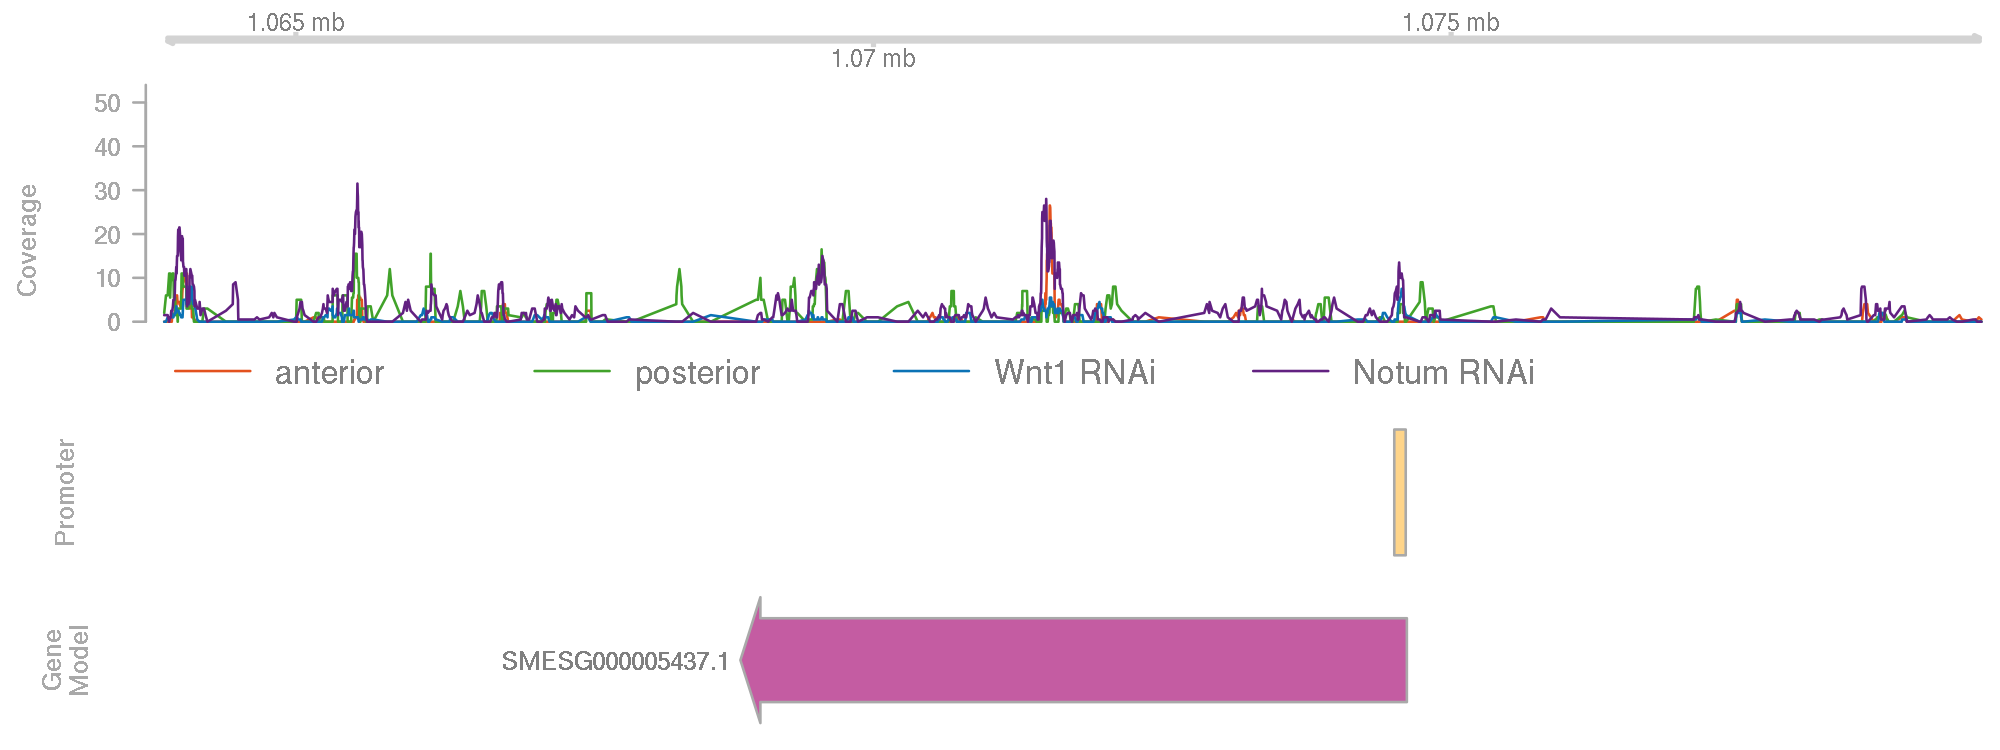 1.065 mb
1.075 mb
1.07 mb
50
40
30
20
10
0
Coverage
anterior posterior Wnt1 RNAi Notum RNAi
Promoter
Gene
Model
SMESG000005437.1